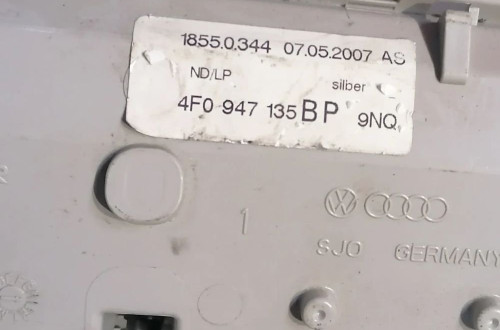 1855.0.344 07.05.2007 AS
ND/LP silber
4F0 947 135 BP 9NQ
1
SJO GERMANY